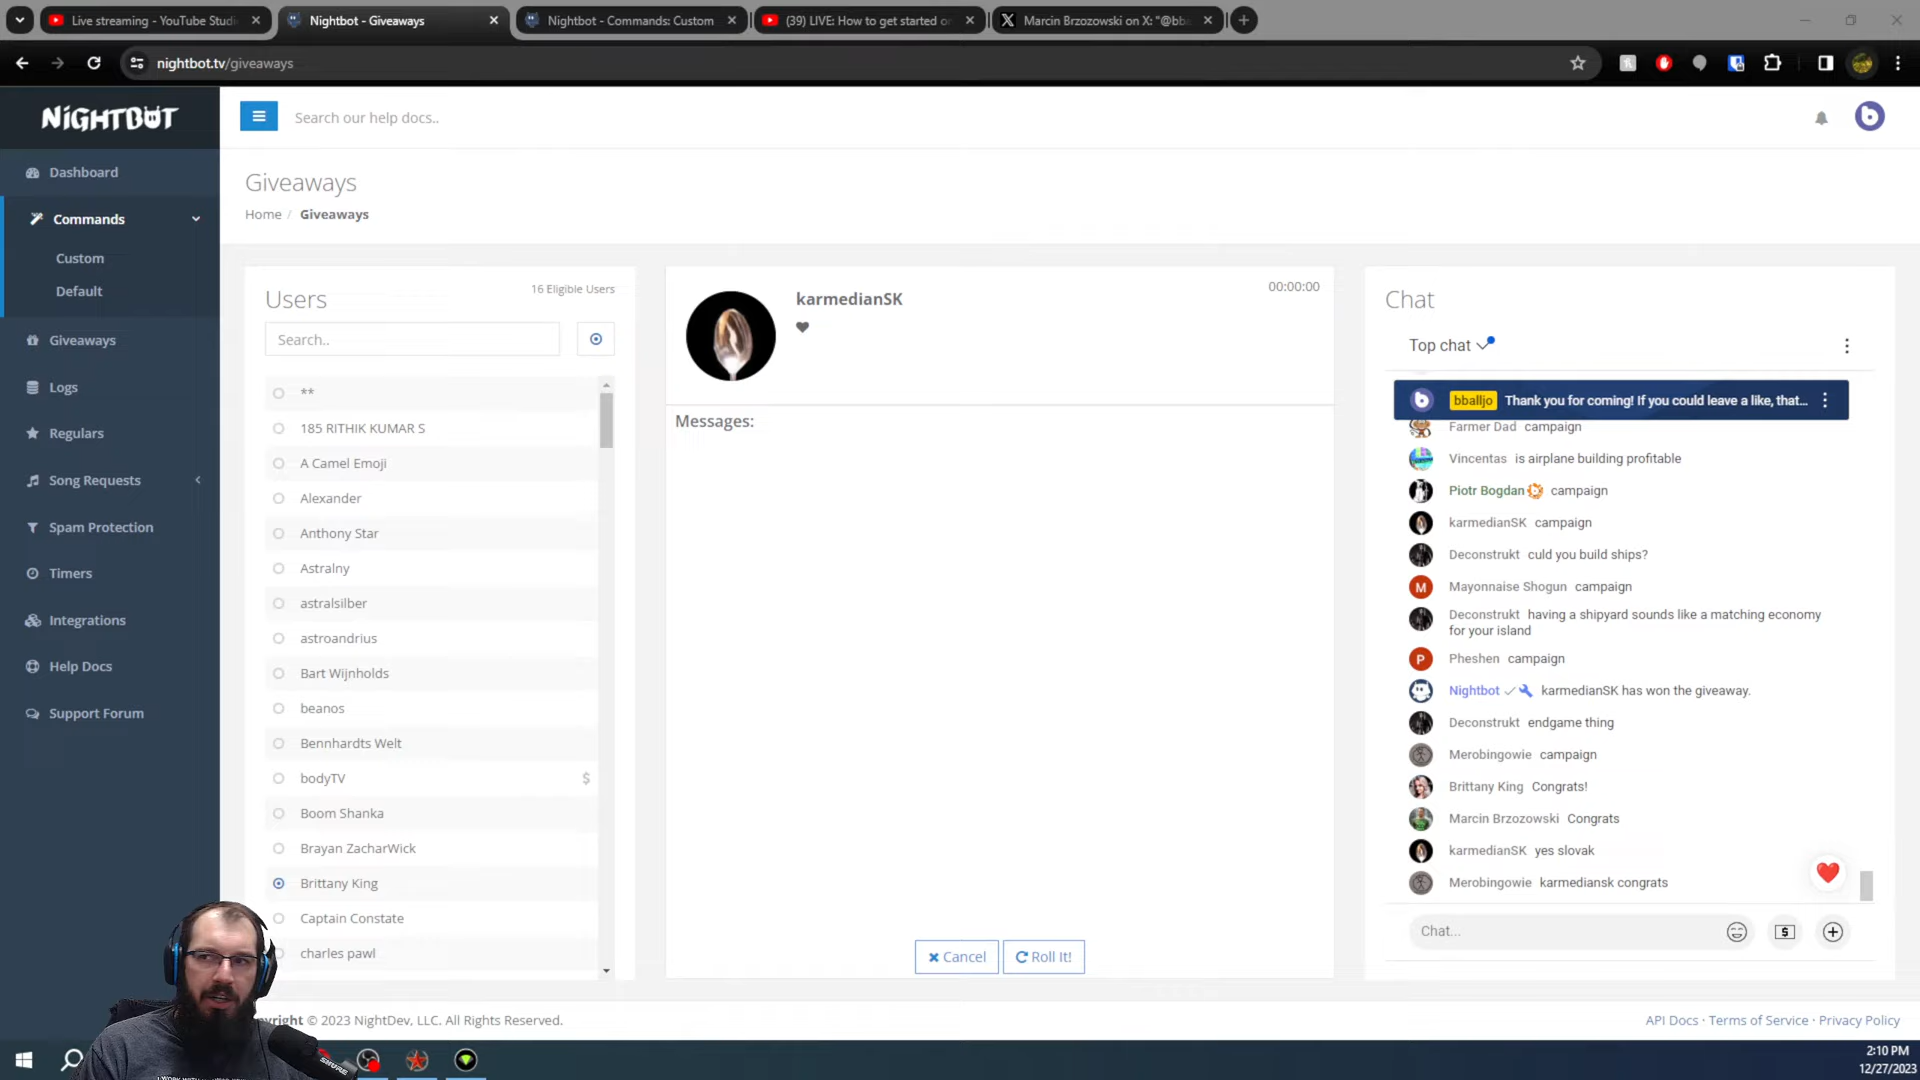 Live streaming - YouTube Studi
Nightbot - Giveaways
Nightbot - Commands: Custom
(39) LIVE: How to get started o
Marcin Brzozowski on X: "@bba
nightbot.tv/giveaways
NIGHTBOT
Search our help docs..
Dashboard
Commands
Custom
Default
Giveaways
Logs
Regulars
Song Requests
Spam Protection
Timers
Integrations
Help Docs
Support Forum
Giveaways
Home / Giveaways
Users
16 Eligible Users
Search..
**
185 RITHIK KUMAR S
A Camel Emoji
Alexander
Anthony Star
Astralny
astralsilber
astroandrius
Bart Wijnholds
beanos
Bennhardts Welt
bodyTV $
Boom Shanka
Brayan ZacharWick
Brittany King
Captain Constate
charles pawl
karmedianSK
00:00:00
Messages:
Cancel
Roll It!
Chat
Top chat
bballjo Thank you for coming! If you could leave a like, that...
Farmer Dad campaign
Vincentas is airplane building profitable
Piotr Bogdan campaign
karmedianSK campaign
Deconstrukt culd you build ships?
Mayonnaise Shogun campaign
Deconstrukt having a shipyard sounds like a matching economy
for your island
Pheshen campaign
Nightbot karmedianSK has won the giveaway.
Deconstrukt endgame thing
Merobingowie campaign
Brittany King Congrats!
Marcin Brzozowski Congrats
karmedianSK yes slovak
Merobingowie karmediansk congrats
Chat...
© 2023 NightDev, LLC. All Rights Reserved.
API Docs · Terms of Service · Privacy Policy
SHURE
2:10 PM
12/27/2023